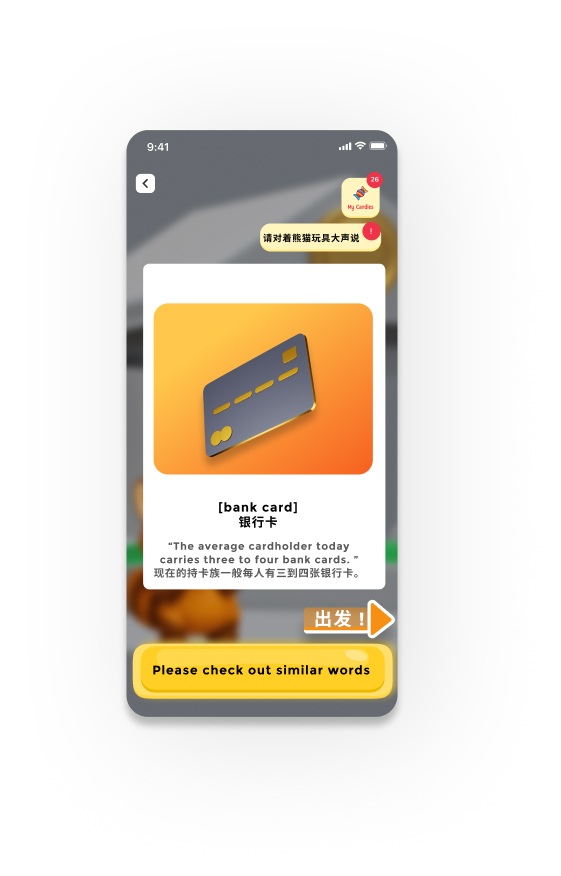 9:41
26
My Candies
请对着熊猫玩具大声说
!
[bank card]
银行卡
“The average cardholder today
carries three to four bank cards. ”
现在的持卡族一般每人有三到四张银行卡。
出发 !
Please check out similar words